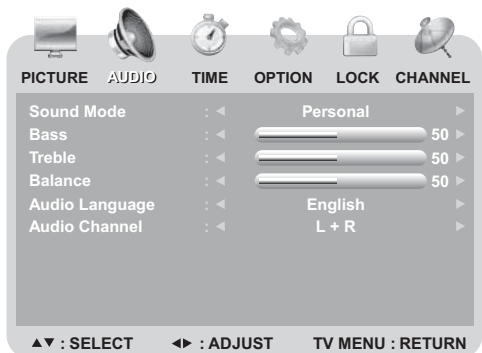 PICTURE AUDIO TIME OPTION LOCK CHANNEL
Sound Mode : ◄ Personal ►
Bass : ◄ 50 ►
Treble : ◄ 50 ►
Balance : ◄ 50 ►
Audio Language : ◄ English ►
Audio Channel : ◄ L + R ►
▲▼ : SELECT ◄► : ADJUST TV MENU : RETURN